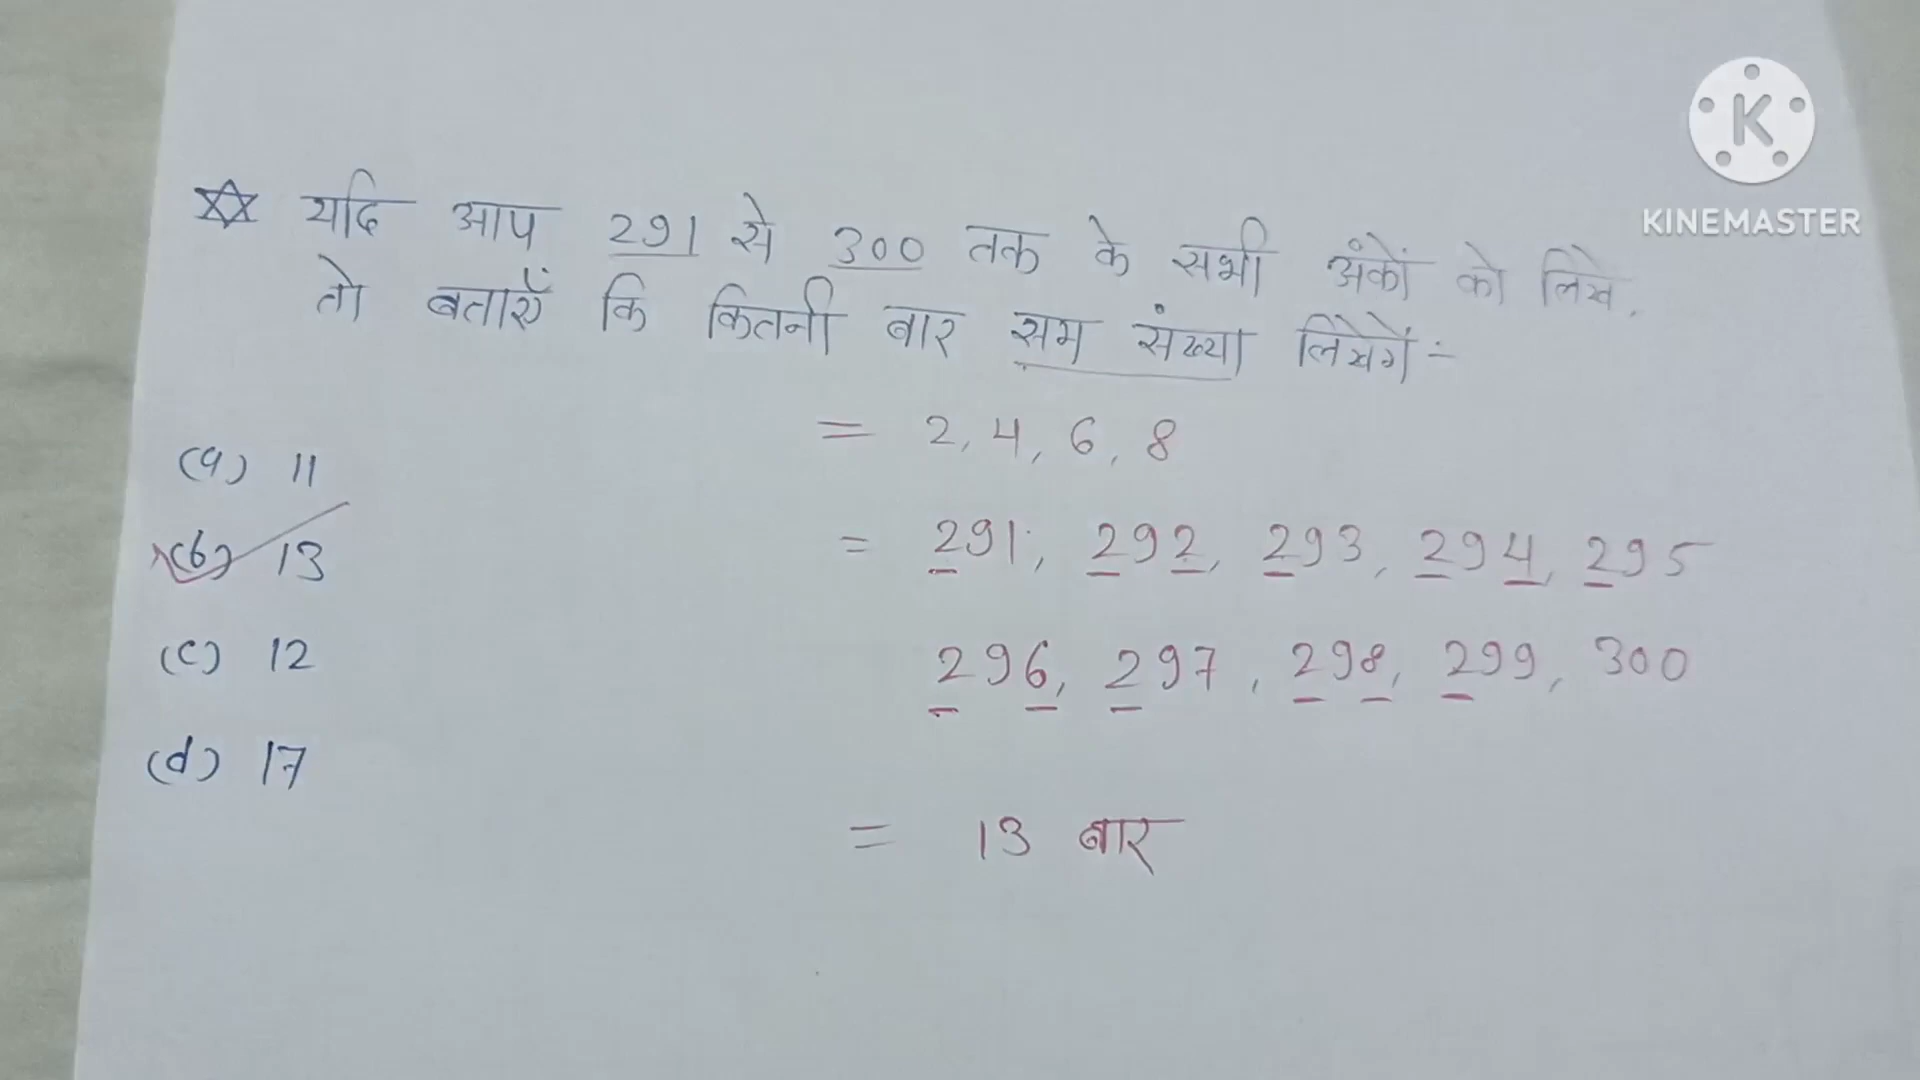 यदि आप 291 से 300 तक के सभी अंकों को लिखे,
तो बताएँ कि कितनी बार सम संख्या लिखेगें :-
= 2, 4, 6, 8
(a) 11
(b) 13
(c) 12
(d) 17
= 291, 292, 293, 294, 295
296, 297, 298, 299, 300
= 13 बार
K
KINEMASTER